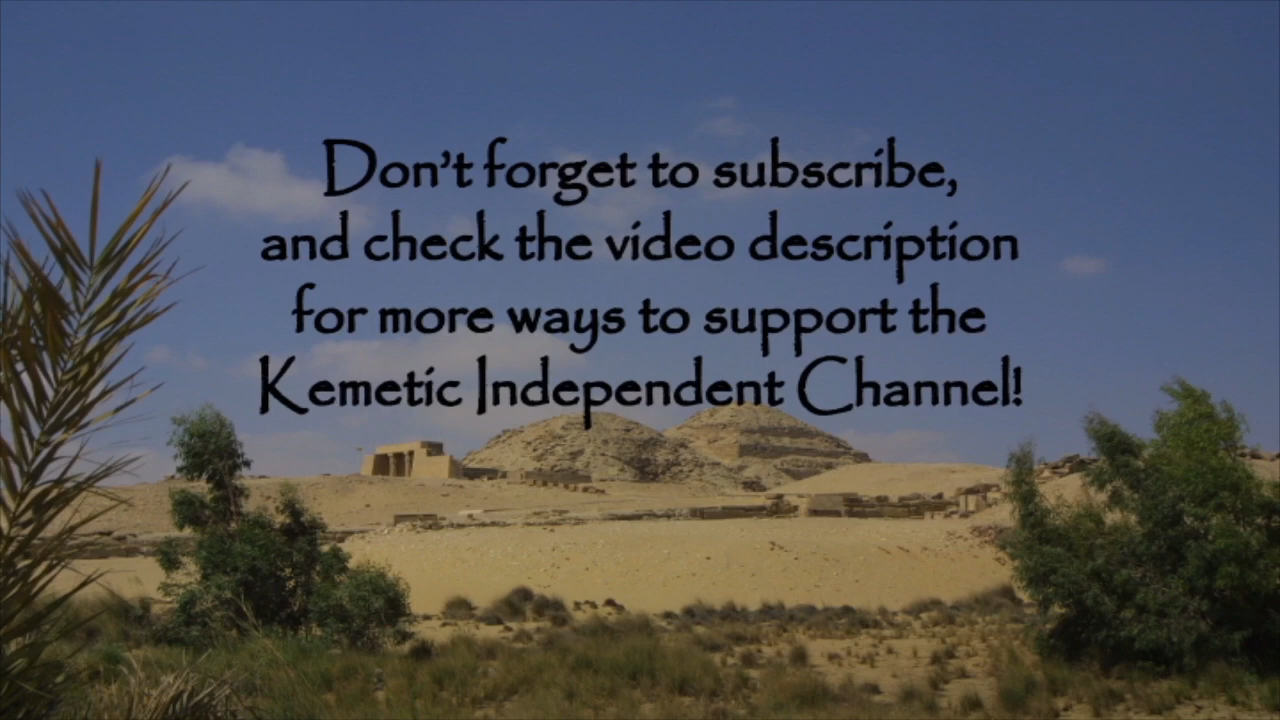 Don't forget to subscribe,
and check the video description
for more ways to support the
Kemetic Independent Channel!